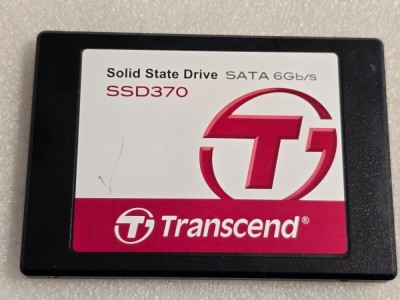 Solid State Drive SATA 6Gb/s
SSD370
Transcend®